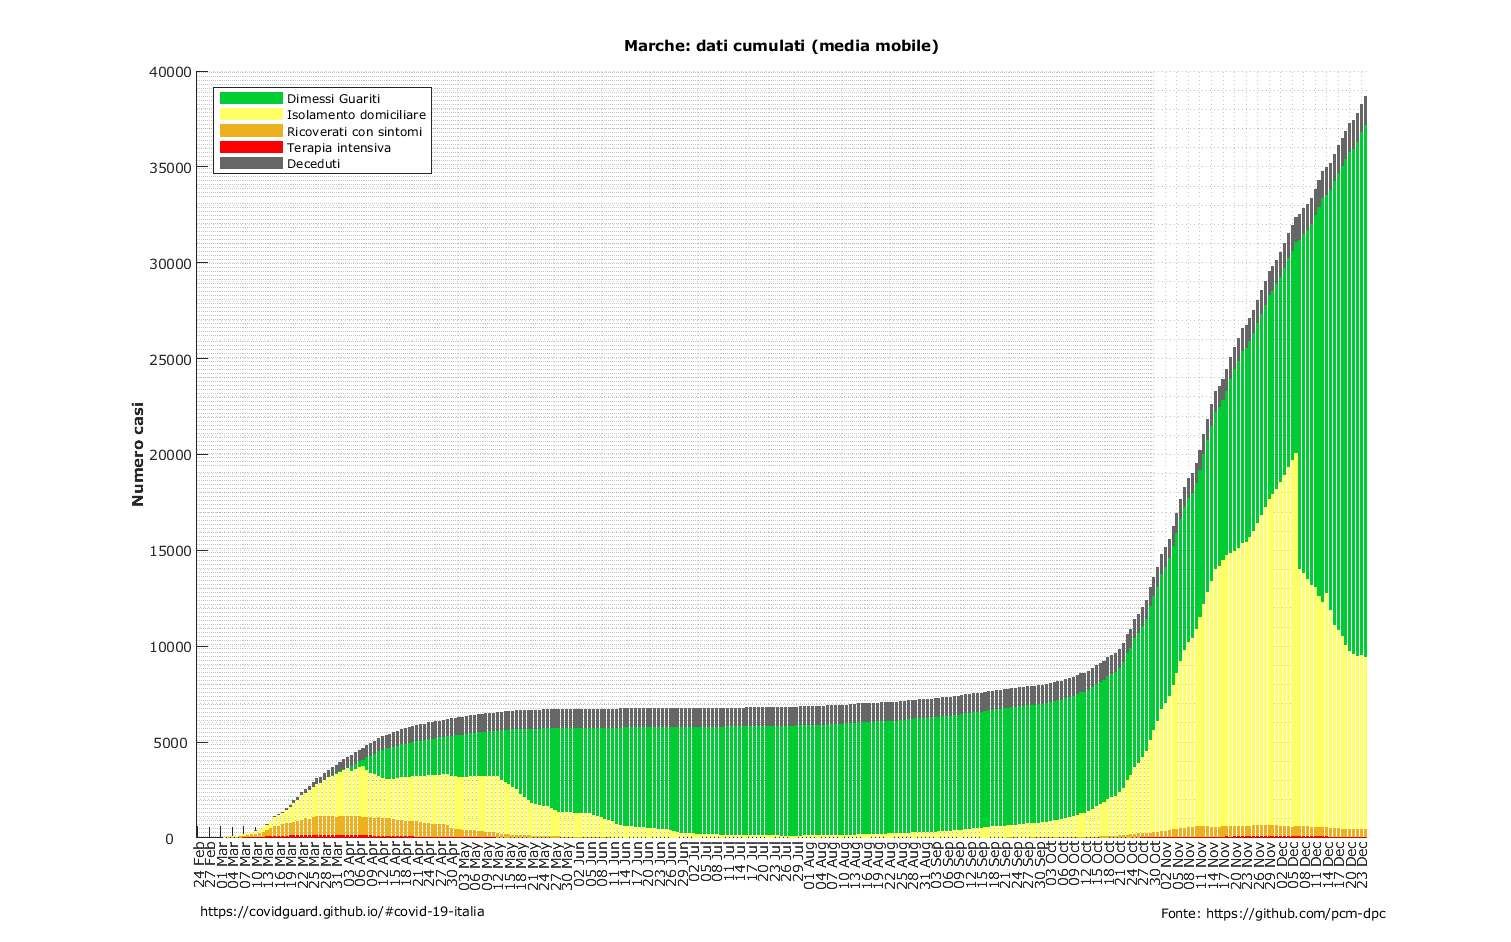 Marche: dati cumulati (media mobile)
40000
35000
30000
25000
20000
15000
10000
5000
0
Numero casi
Dimessi Guariti
Isolamento domiciliare
Ricoverati con sintomi
Terapia intensiva
Deceduti
24 Feb
27 Feb
01 Mar
04 Mar
07 Mar
10 Mar
13 Mar
16 Mar
19 Mar
22 Mar
25 Mar
28 Mar
31 Mar
03 Apr
06 Apr
09 Apr
12 Apr
15 Apr
18 Apr
21 Apr
24 Apr
27 Apr
30 Apr
03 May
06 May
09 May
12 May
15 May
18 May
21 May
24 May
27 May
30 May
02 Jun
05 Jun
08 Jun
11 Jun
14 Jun
17 Jun
20 Jun
23 Jun
26 Jun
29 Jun
02 Jul
05 Jul
08 Jul
11 Jul
14 Jul
17 Jul
20 Jul
23 Jul
26 Jul
29 Jul
01 Aug
04 Aug
07 Aug
10 Aug
13 Aug
16 Aug
19 Aug
22 Aug
25 Aug
28 Aug
31 Aug
03 Sep
06 Sep
09 Sep
12 Sep
15 Sep
18 Sep
21 Sep
24 Sep
27 Sep
30 Sep
03 Oct
06 Oct
09 Oct
12 Oct
15 Oct
18 Oct
21 Oct
24 Oct
27 Oct
30 Oct
02 Nov
05 Nov
08 Nov
11 Nov
14 Nov
17 Nov
20 Nov
23 Nov
26 Nov
29 Nov
02 Dec
05 Dec
08 Dec
11 Dec
14 Dec
17 Dec
20 Dec
23 Dec
https://covidguard.github.io/#covid-19-italia
Fonte: https://github.com/pcm-dpc